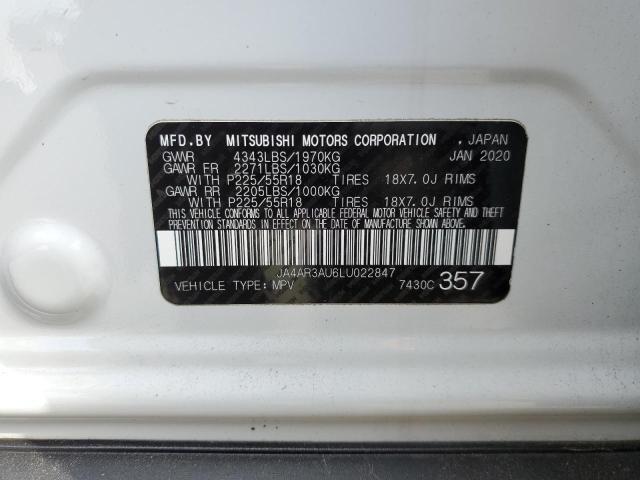 MFD.BY MITSUBISHI MOTORS CORPORATION , JAPAN
GVWR 4343LBS/1970KG JAN 2020
GAWR FR 2271LBS/1030KG
WITH P225/55R18 TIRES 18X7.0J RIMS
GAWR RR 2205LBS/1000KG
WITH P225/55R18 TIRES 18X7.0J RIMS
THIS VEHICLE CONFORMS TO ALL APPLICABLE FEDERAL MOTOR VEHICLE SAFETY AND THEFT
PREVENTION STANDARDS IN EFFECT ON THE DATE OF MANUFACTURE SHOWN ABOVE.
JA4AR3AU6LU022847
VEHICLE TYPE: MPV 7430C 357